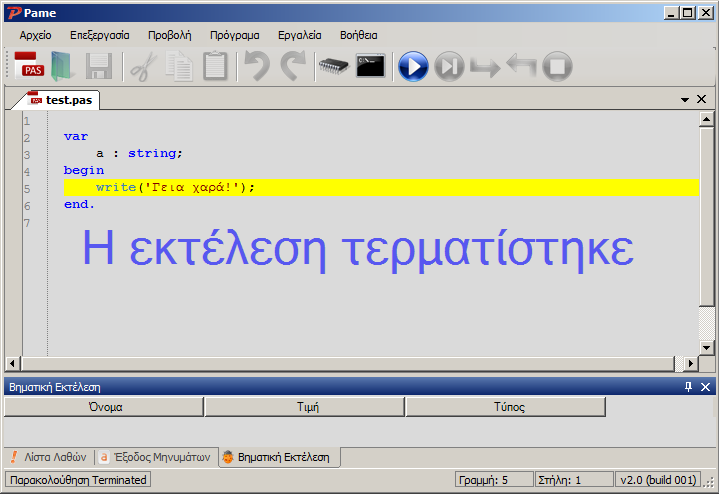 Pame
Αρχείο Επεξεργασία Προβολή Πρόγραμμα Εργαλεία Βοήθεια
PAS C:\_
PAS test.pas
1
2 var
3 a : string;
4 begin
5 write('Γεια χαρά!');
6 end.
7
Η εκτέλεση τερματίστηκε
Βηματική Εκτέλεση
Όνομα Τιμή Τύπος
Λίστα Λαθών Έξοδος Μηνυμάτων Βηματική Εκτέλεση
Παρακολούθηση Terminated Γραμμή: 5 Στήλη: 1 v2.0 (build 001)